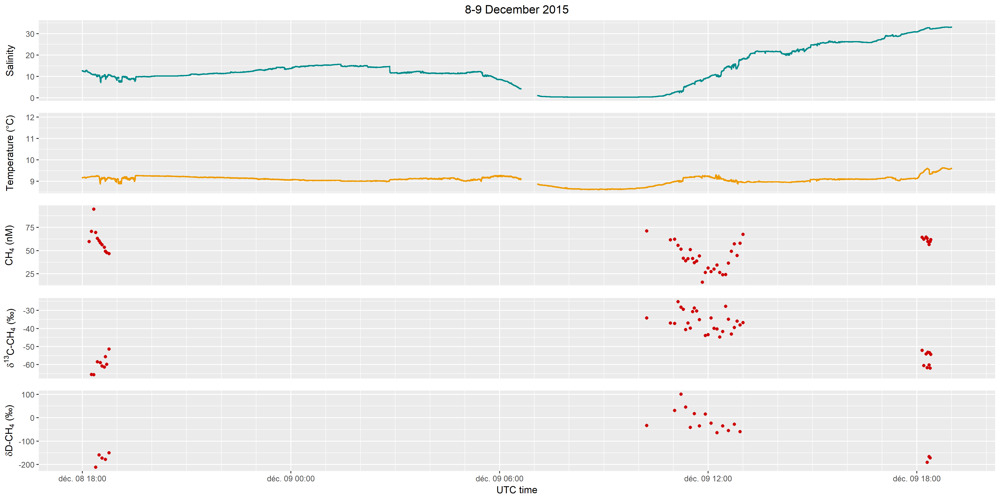 8-9 December 2015
Salinity
30
20
10
0
Temperature (°C)
12
11
10
9
CH₄ (nM)
75
50
25
δ¹³C-CH₄ (‰)
-30
-40
-50
-60
δD-CH₄ (‰)
100
0
-100
-200
déc. 08 18:00 déc. 09 00:00 déc. 09 06:00 déc. 09 12:00 déc. 09 18:00
UTC time